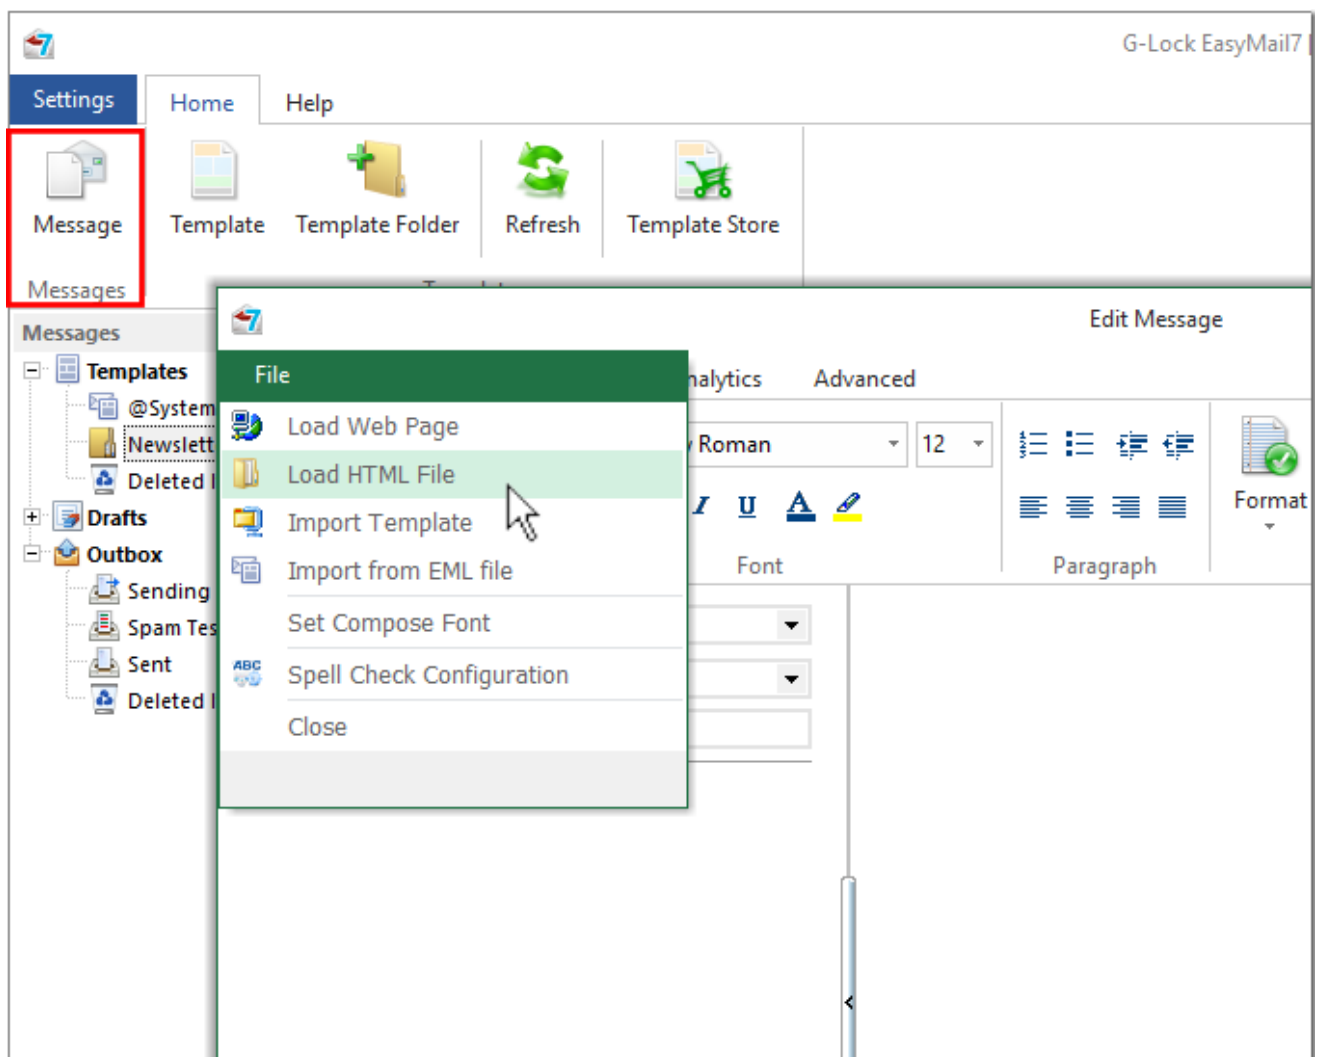 G-Lock EasyMail7
Settings Home Help
Message Template Template Folder Refresh Template Store
Messages
Messages
Edit Message
Templates
File
Advanced
@System
Load Web Page
Newslett
Roman 12
Load HTML File
Deleted
Format
Import Template
Drafts
Import from EML file
Font Paragraph
Outbox
Sending
Set Compose Font
Spam Tes
Sent
ABC Spell Check Configuration
Deleted
Close